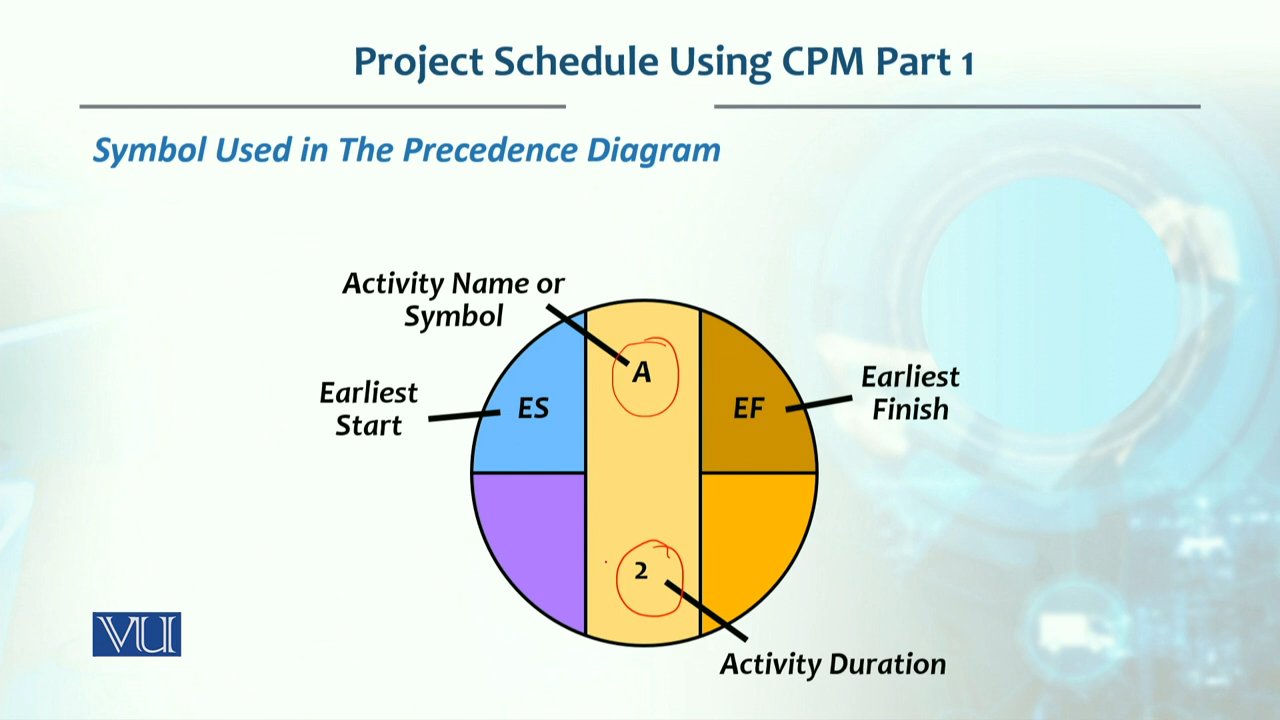 Project Schedule Using CPM Part 1
Symbol Used in The Precedence Diagram
Activity Name or
Symbol
A
Earliest
Start
ES
EF
Earliest
Finish
2
Activity Duration
VU